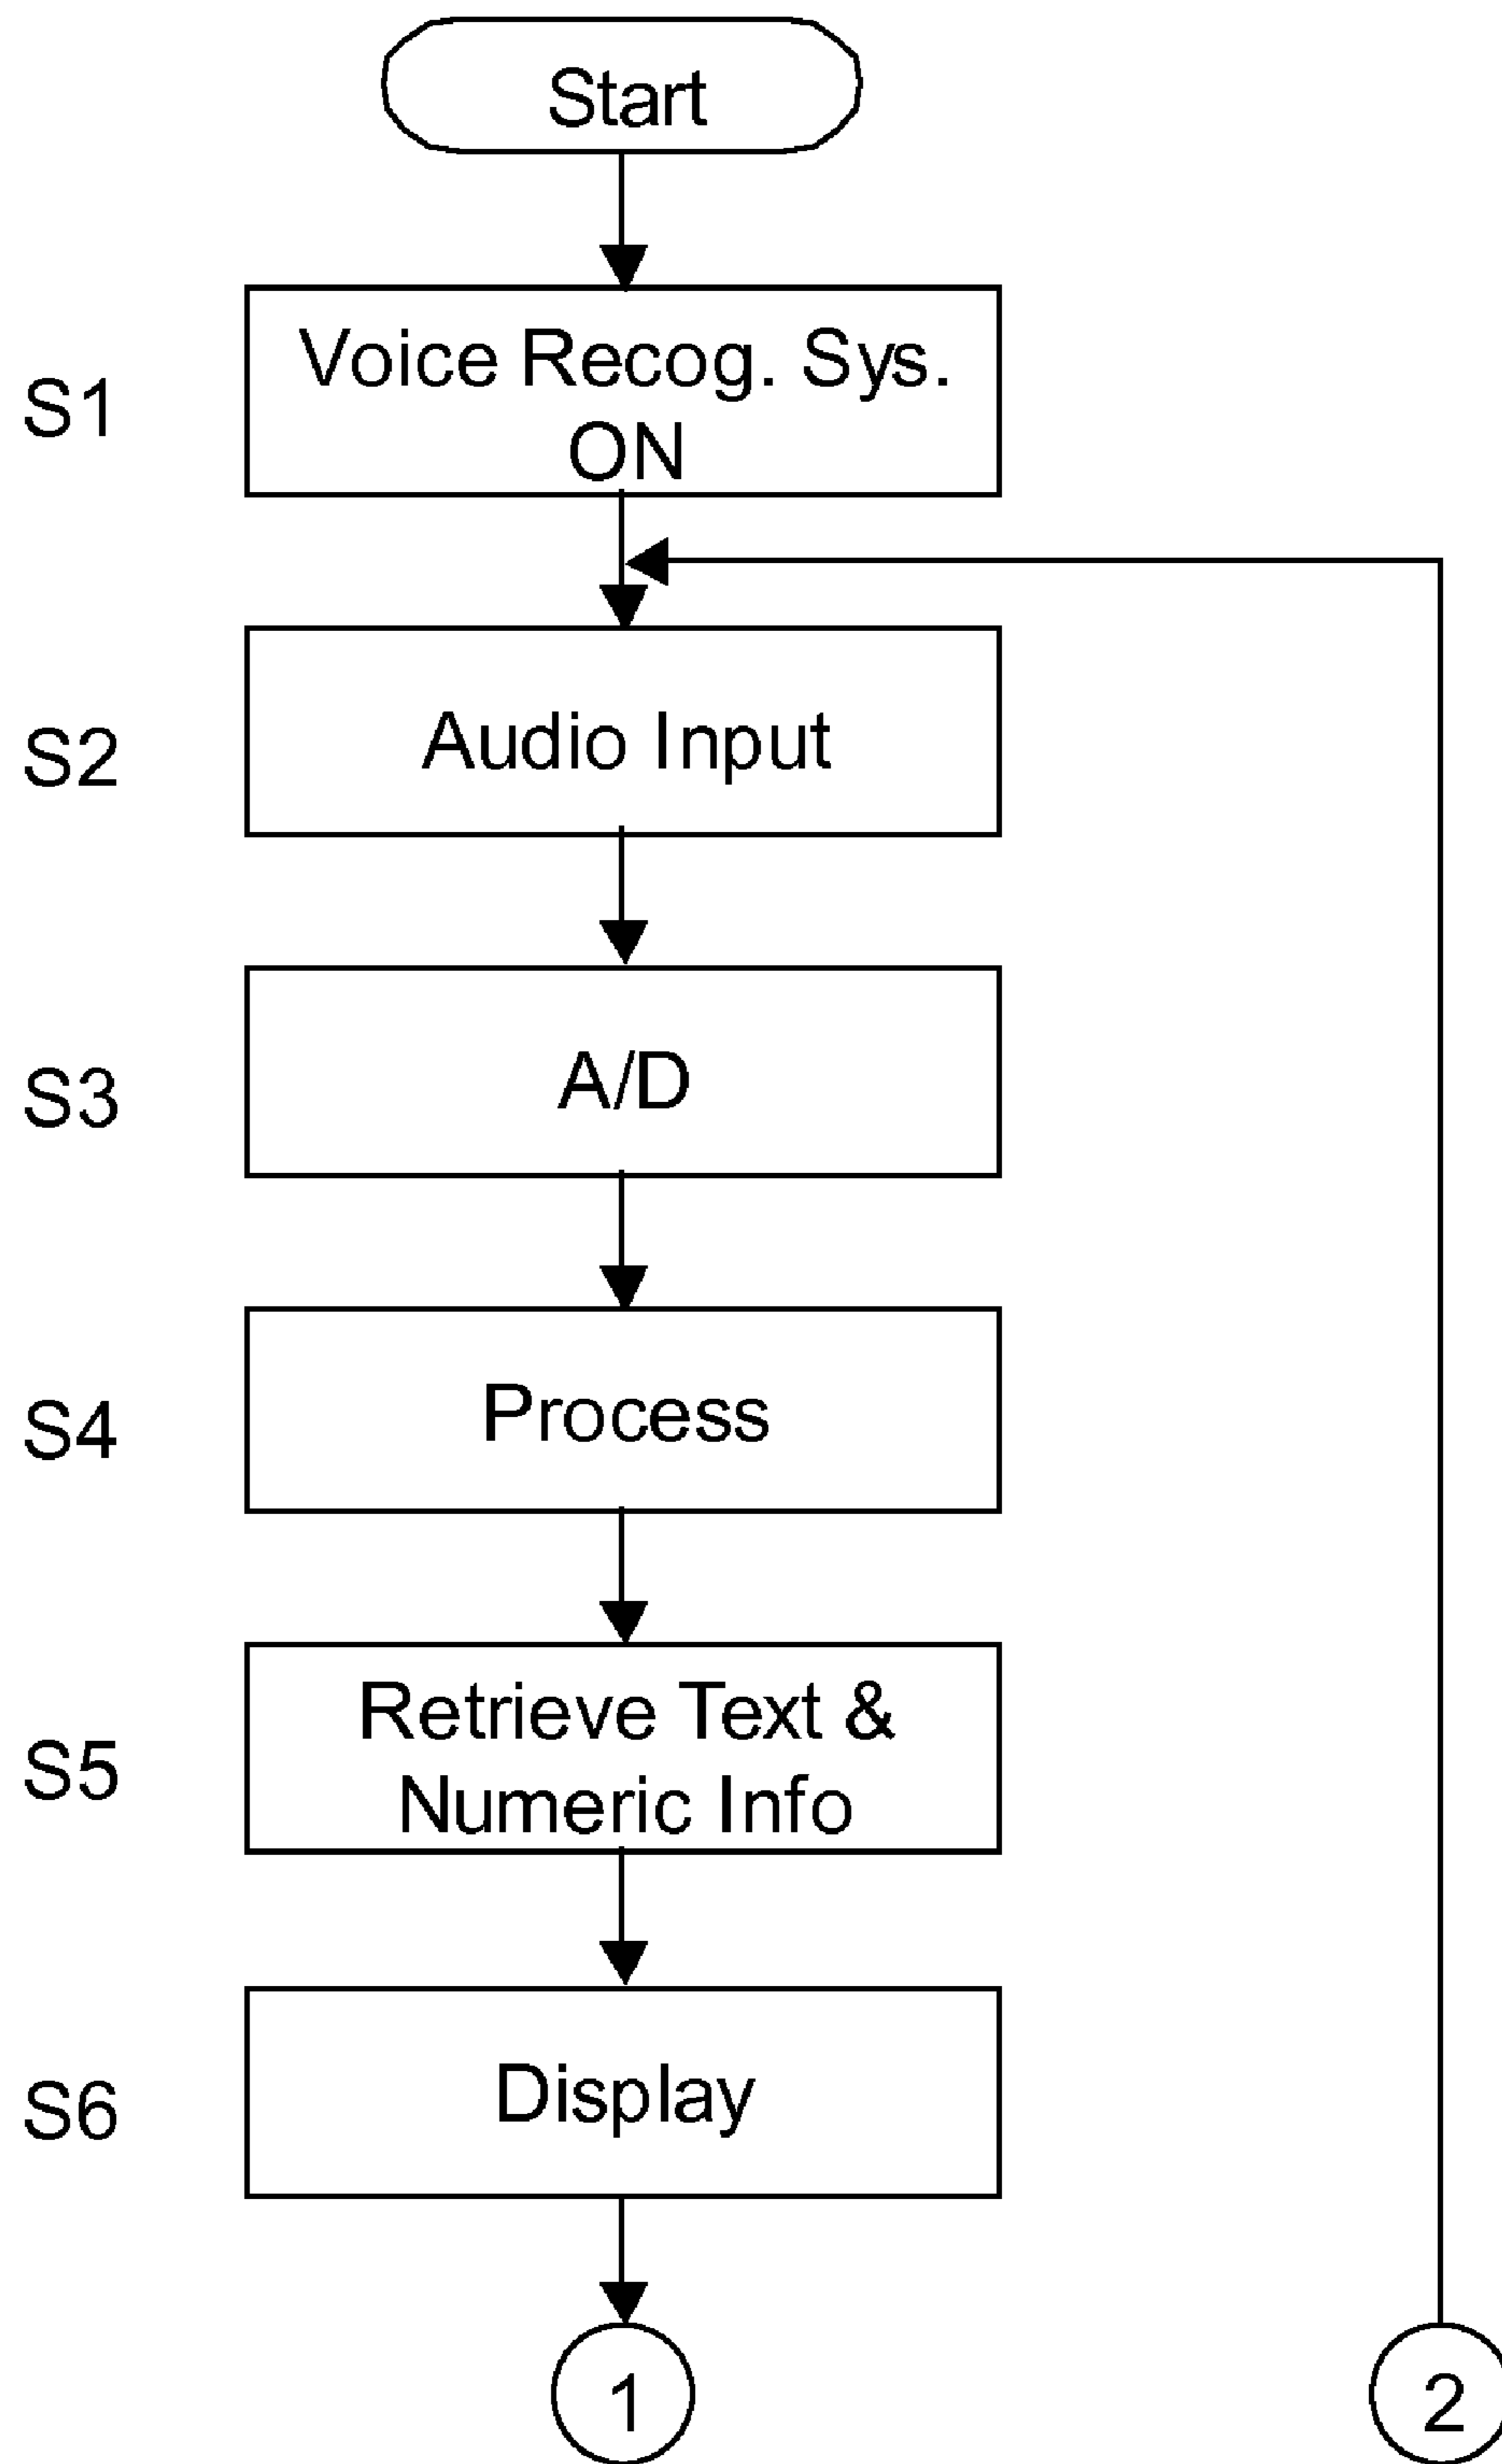 Start
S1
Voice Recog. Sys.
ON
S2
Audio Input
S3
A/D
S4
Process
S5
Retrieve Text &
Numeric Info
S6
Display
1
2